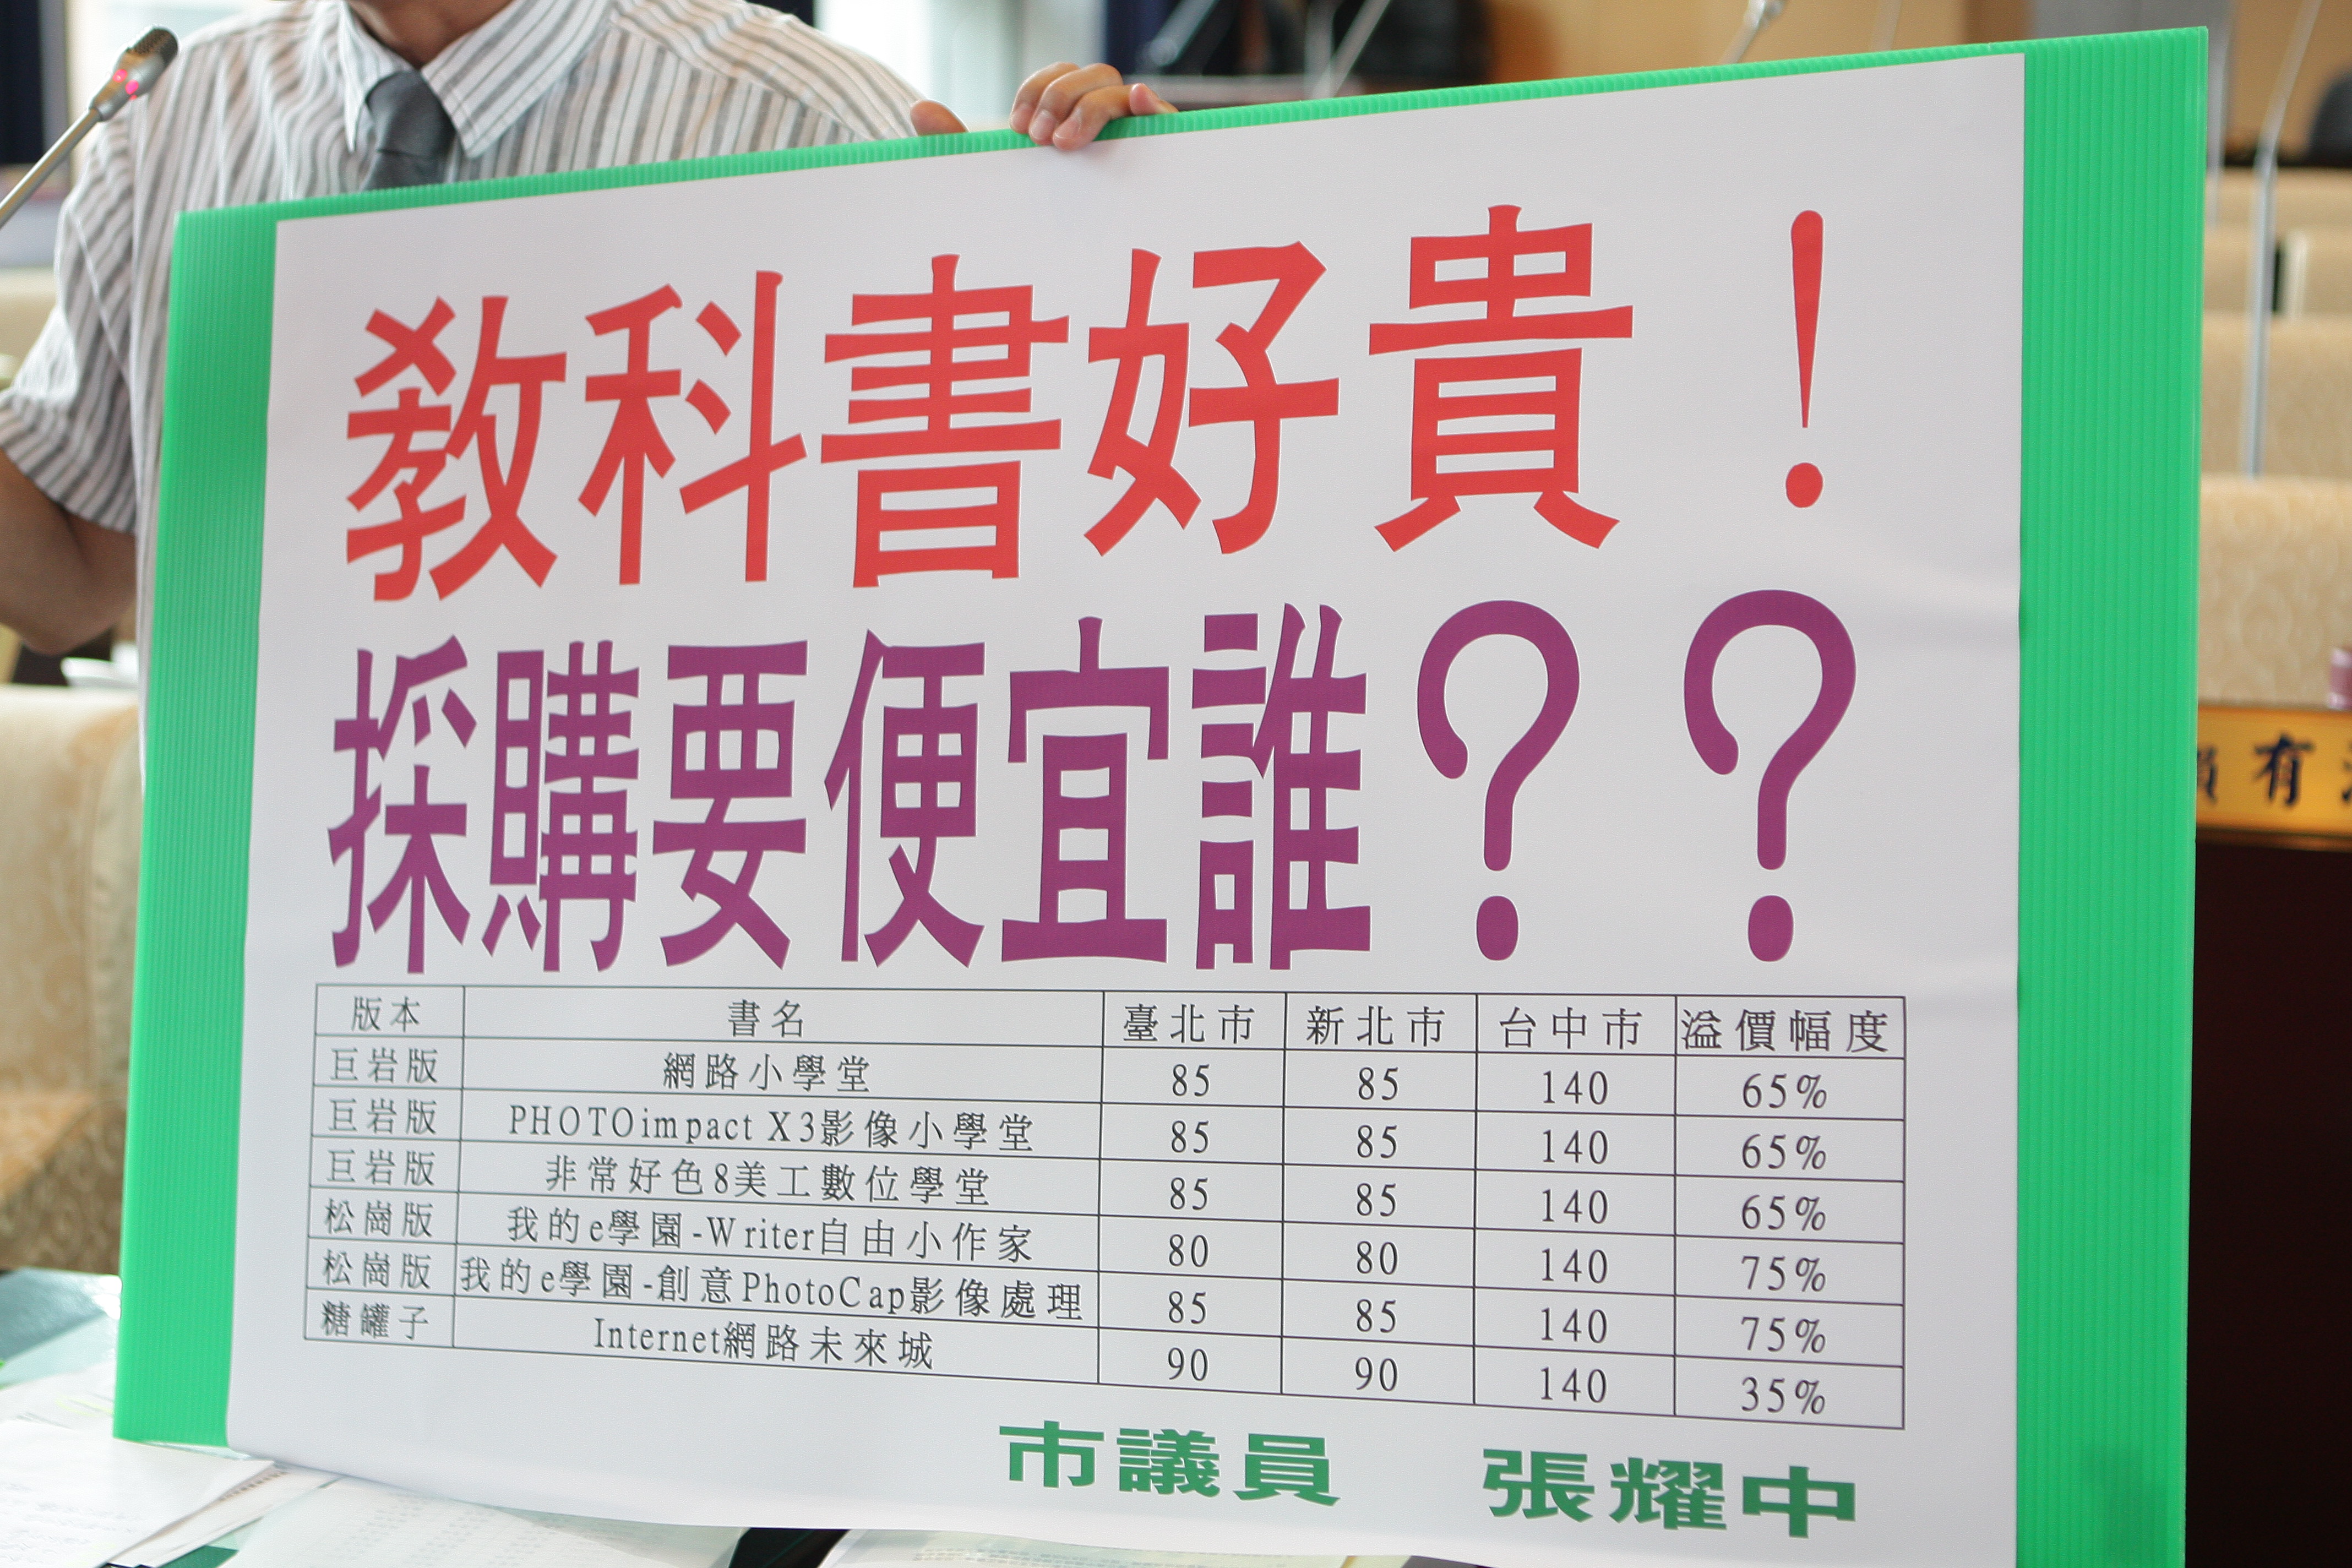 教科書好貴！
採購要便宜誰？？
版本 書名 臺北市 新北市 台中市 溢價幅度
巨岩版 網路小學堂 85 85 140 65%
巨岩版 PHOTOimpact X3影像小學堂 85 85 140 65%
巨岩版 非常好色8美工數位學堂 85 85 140 65%
松崗版 我的e學園-Writer自由小作家 80 80 140 75%
松崗版 我的e學園-創意PhotoCap影像處理 85 85 140 75%
糖罐子 Internet網路未來城 90 90 140 35%
市議員 張耀中
有